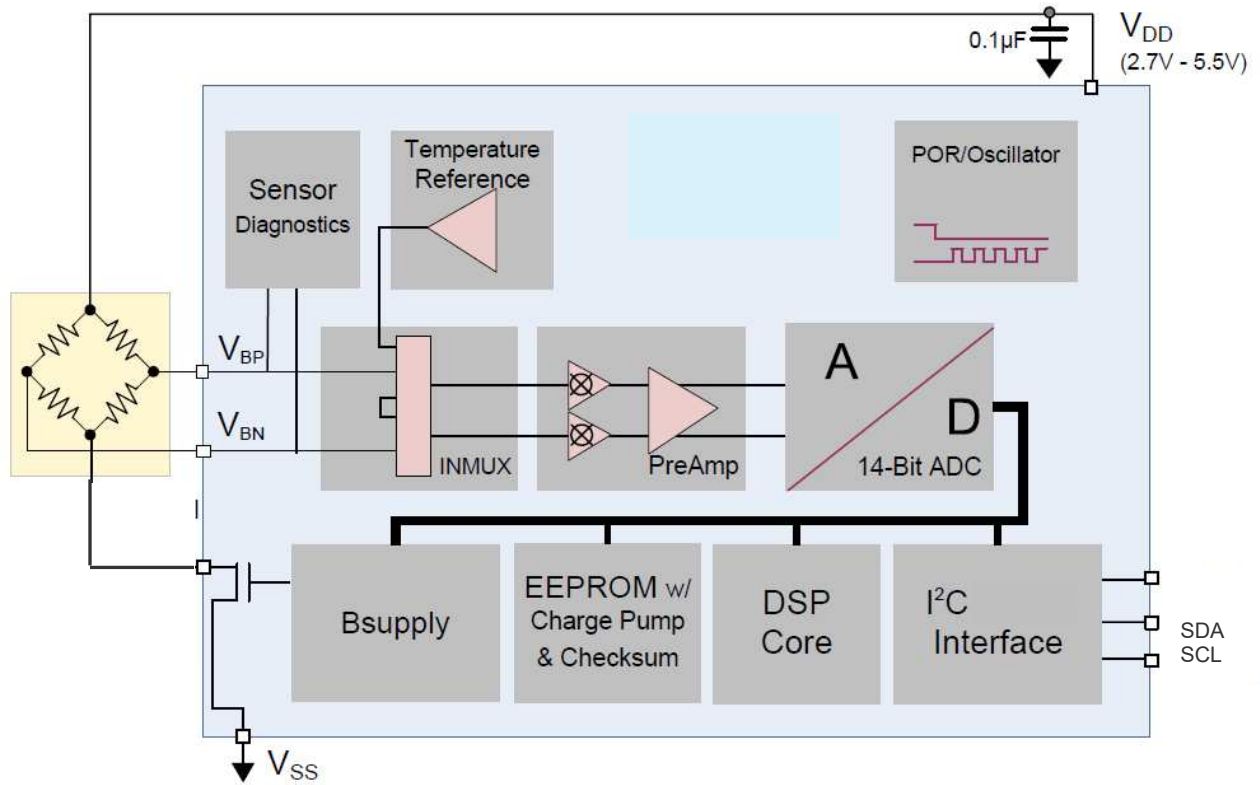 0.1µF
VDD
(2.7V - 5.5V)
Sensor
Diagnostics
Temperature
Reference
POR/Oscillator
VBP
VBN
INMUX
PreAmp
A
D
14-Bit ADC
Bsupply
EEPROM w/
Charge Pump
& Checksum
DSP
Core
I²C
Interface
SDA
SCL
VSS